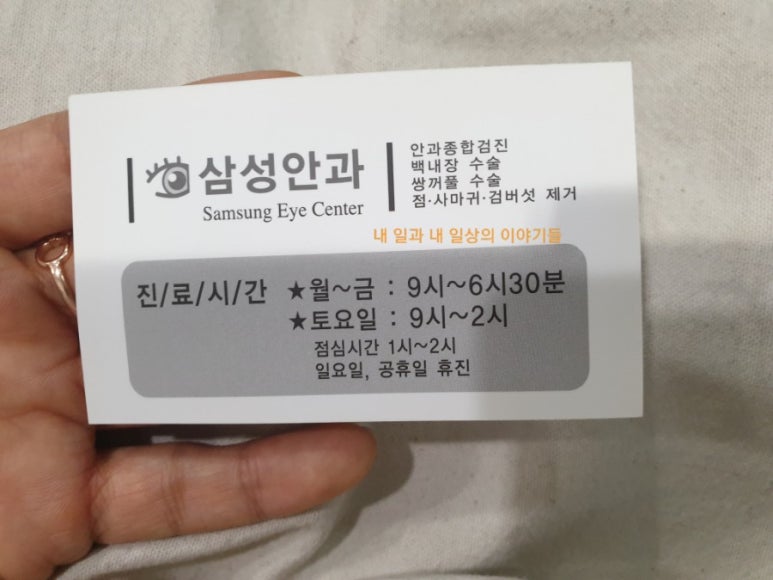 삼성안과
Samsung Eye Center
안과종합검진
백내장 수술
쌍꺼풀 수술
점·사마귀·검버섯 제거
내 일과 내 일상의 이야기들
진/료/시/간 ★월~금 : 9시~6시30분
★토요일 : 9시~2시
점심시간 1시~2시
일요일, 공휴일 휴진